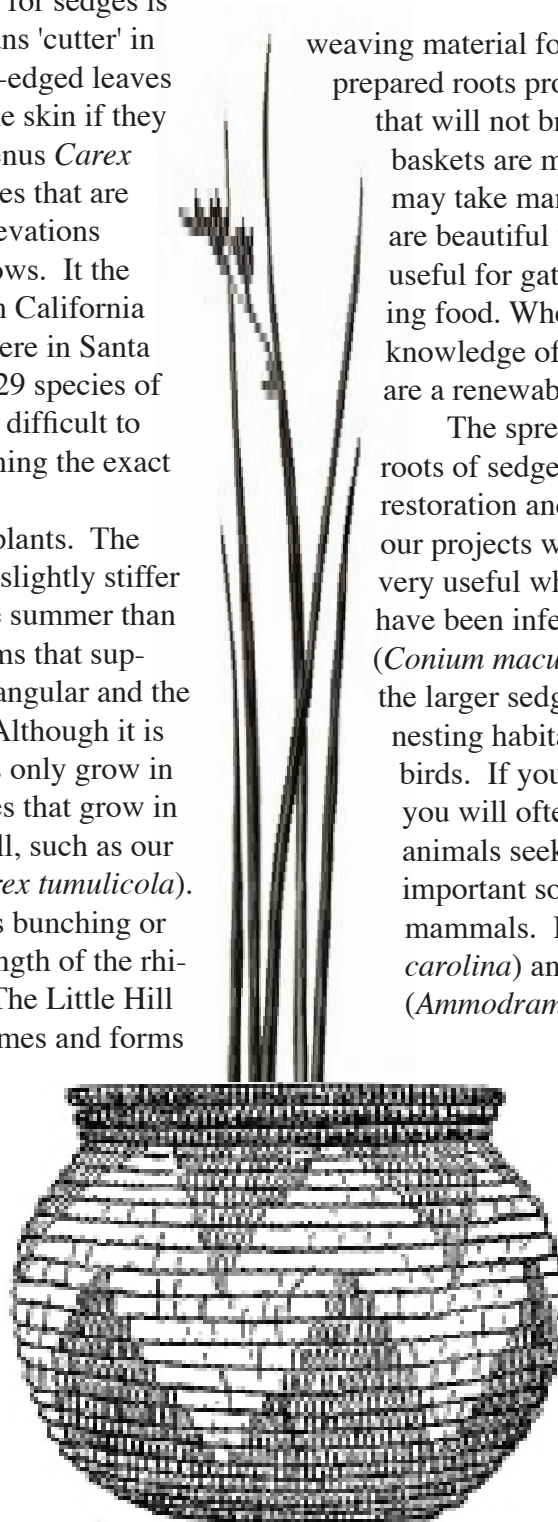 for sedges is
ns 'cutter' in
-edged leaves
e skin if they
enus Carex
es that are
evations
ows.  It the
n California
ere in Santa
29 species of
difficult to
ning the exact
plants.  The
slightly stiffer
e summer than
ms that sup-
angular and the
Although it is
s only grow in
es that grow in
ll, such as our
rex tumulicola).
s bunching or
ngth of the rhi-
The Little Hill
mes and forms
weaving material fo
prepared roots pro
that will not br
baskets are m
may take mar
are beautiful
useful for gat
ing food. Whe
knowledge of
are a renewab
The spre
roots of sedge
restoration and
our projects w
very useful wh
have been infe
(Conium macu
the larger sedg
nesting habita
birds.  If you
you will ofte
animals seek
important so
mammals.
carolina) an
(Ammodram